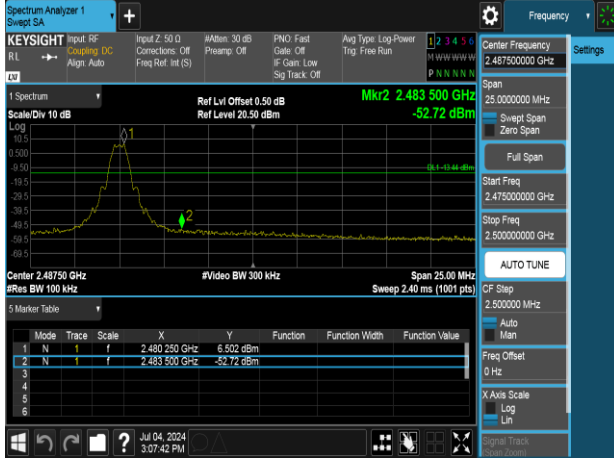 Spectrum Analyzer 1
Swept SA
Frequency
KEYSIGHT
RL
LXI
Input: RF
Coupling: DC
Align: Auto
Input Z: 50 Ω
Corrections: Off
Freq Ref: Int (S)
#Atten: 30 dB
Preamp: Off
PNO: Fast
Gate: Off
IF Gain: Low
Sig Track: Off
Avg Type: Log-Power
Trig: Free Run
1 2 3 4 5 6
M W W W W W
P N N N N N
Center Frequency
2.487500000 GHz
Settings
Span
25.0000000 MHz
Swept Span
Zero Span
Full Span
Start Freq
2.475000000 GHz
Stop Freq
2.500000000 GHz
AUTO TUNE
CF Step
2.500000 MHz
Auto
Man
Freq Offset
0 Hz
X Axis Scale
Log
Lin
Signal Track
(Span Zoom)
1 Spectrum
Scale/Div 10 dB
Ref Lvl Offset 0.50 dB
Ref Level 20.50 dBm
Mkr2 2.483 500 GHz
-52.72 dBm
Log
10.5
0.500
-9.50
-19.5
-29.5
-39.5
-49.5
-59.5
-69.5
1
2
DL1 -13.44 dBm
Center 2.48750 GHz
#Video BW 300 kHz
Span 25.00 MHz
#Res BW 100 kHz
Sweep 2.40 ms (1001 pts)
5 Marker Table
Mode Trace Scale X Y Function Function Width Function Value
1 N 1 f 2.480 250 GHz 6.502 dBm
2 N 1 f 2.483 500 GHz -52.72 dBm
3
4
5
6
?
Jul 04, 2024
3:07:42 PM